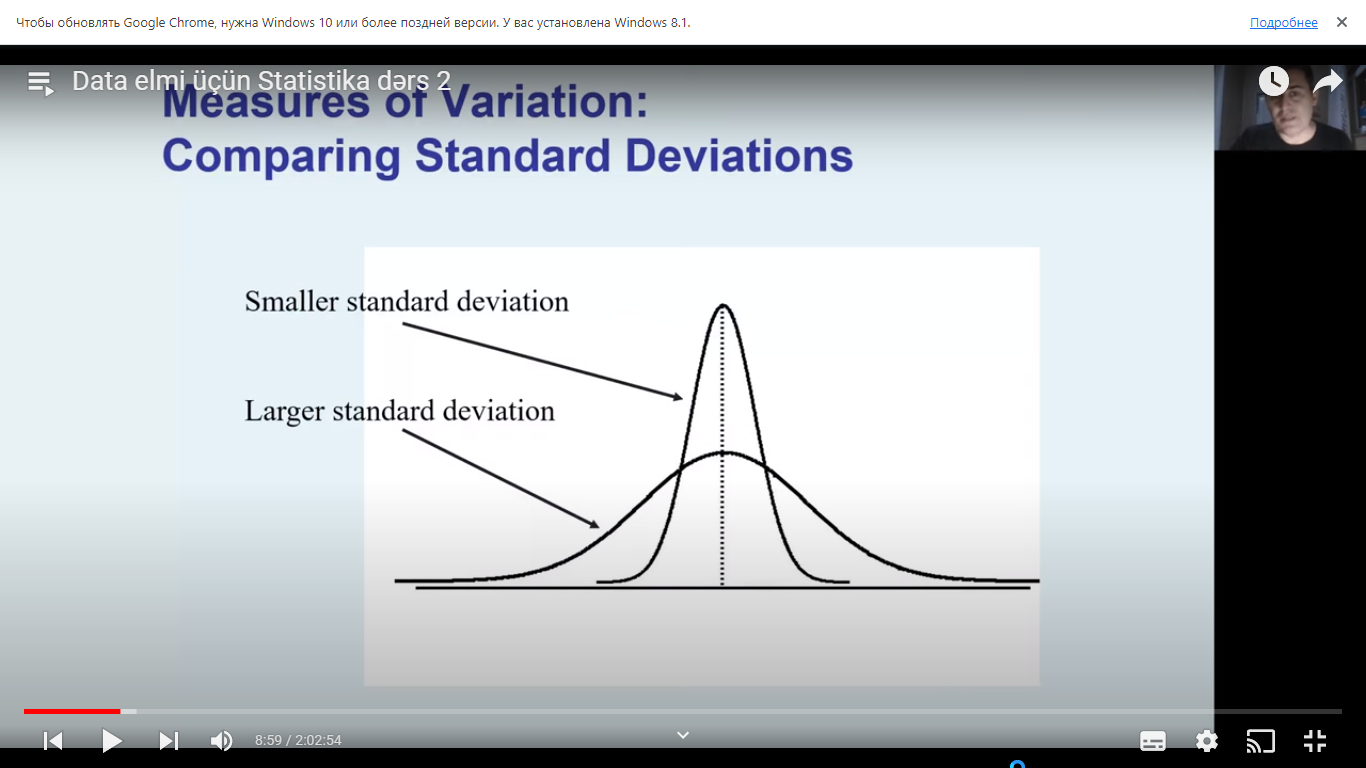 Чтобы обновлять Google Chrome, нужна Windows 10 или более поздней версии. У вас установлена Windows 8.1.
Подробнее
Data elmi üçün Statistika dərs 2
Measures of Variation:
Comparing Standard Deviations
Smaller standard deviation
Larger standard deviation
8:59 / 2:02:54